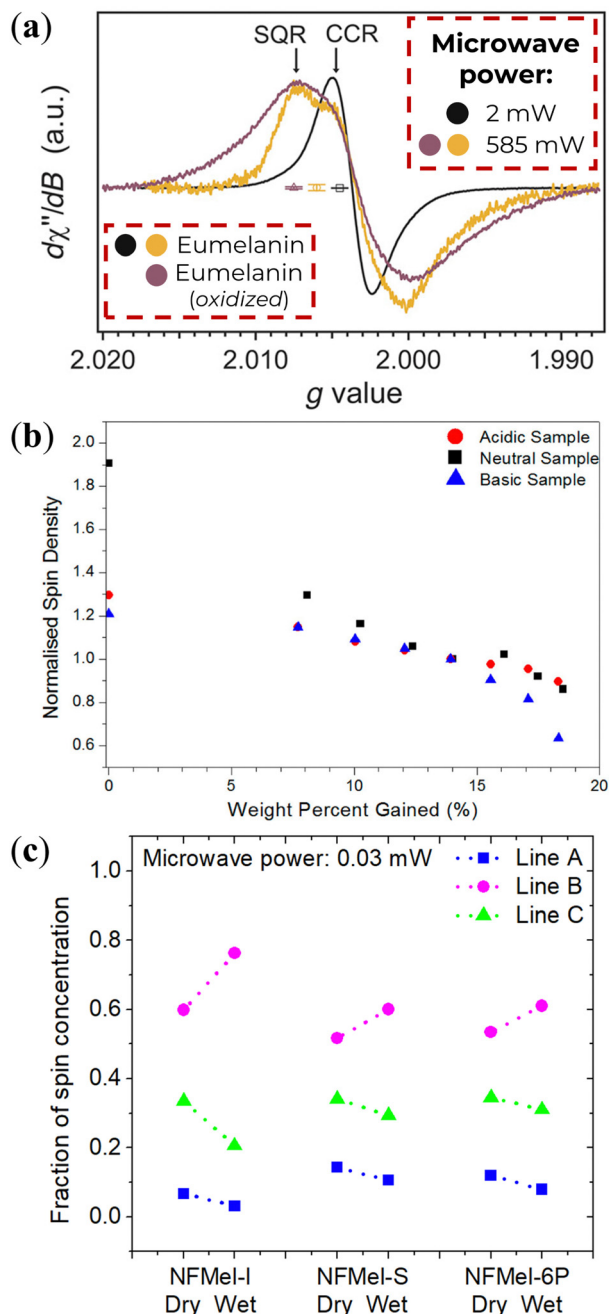 (a)
SQR CCR
Microwave
power:
2 mW
585 mW
dχ''/dB (a.u.)
Eumelanin
Eumelanin
(oxidized)
2.020 2.010 2.000 1.990
g value
(b)
2.0
1.8
1.6
1.4
1.2
1.0
0.8
0.6
Normalised Spin Density
Acidic Sample
Neutral Sample
Basic Sample
0 5 10 15 20
Weight Percent Gained (%)
(c)
Microwave power: 0.03 mW
Line A
Line B
Line C
1.0
0.8
0.6
0.4
0.2
0.0
Fraction of spin concentration
NFMel-I NFMel-S NFMel-6P
Dry Wet Dry Wet Dry Wet